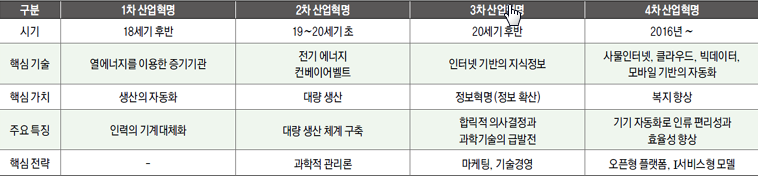 구분 1차 산업혁명 2차 산업혁명 3차 산업혁명 4차 산업혁명
시기 18세기 후반 19~20세기 초 20세기 후반 2016년 ~
핵심 기술 열에너지를 이용한 증기기관 전기 에너지 인터넷 기반의 지식정보 사물인터넷, 클라우드, 빅데이터,
컨베이어벨트 모바일 기반의 자동화
핵심 가치 생산의 자동화 대량 생산 정보혁명(정보 확산) 복지 향상
주요 특징 인력의 기계대체화 대량 생산 체계 구축 합릭적 의사결정과 기기 자동화로 인류 편리성과
과학기술의 급발전 효율성 향상
핵심 전략 - 과학적 관리론 마케팅, 기술경영 오픈형 플랫폼, I서비스형 모델